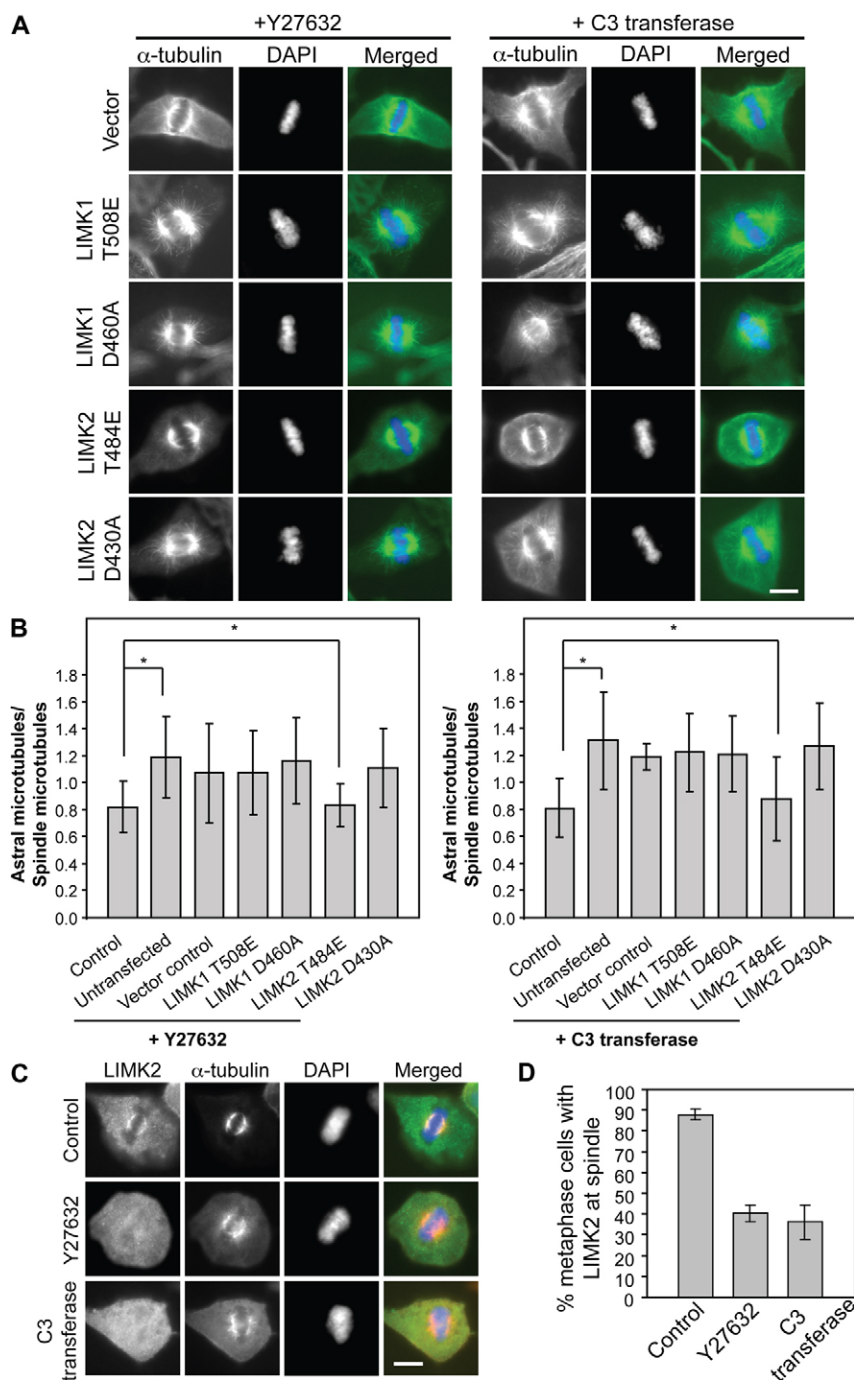 A
+Y27632
+ C3 transferase
α-tubulin DAPI Merged
α-tubulin DAPI Merged
Vector
LIMK1
T508E
LIMK1
D460A
LIMK2
T484E
LIMK2
D430A
B
Astral microtubules/
Spindle microtubules
*
*
1.8
1.6
1.4
1.2
1.0
0.8
0.6
0.4
0.2
0.0
Control
Untransfected
Vector control
LIMK1 T508E
LIMK1 D460A
LIMK2 T484E
LIMK2 D430A
+ Y27632
Astral microtubules/
Spindle microtubules
*
*
1.8
1.6
1.4
1.2
1.0
0.8
0.6
0.4
0.2
0.0
Control
Untransfected
Vector control
LIMK1 T508E
LIMK1 D460A
LIMK2 T484E
LIMK2 D430A
+ C3 transferase
C
LIMK2 α-tubulin DAPI Merged
Control
Y27632
C3
transferase
D
% metaphase cells with
LIMK2 at spindle
100
90
80
70
60
50
40
30
20
10
0
Control
Y27632
C3
transferase